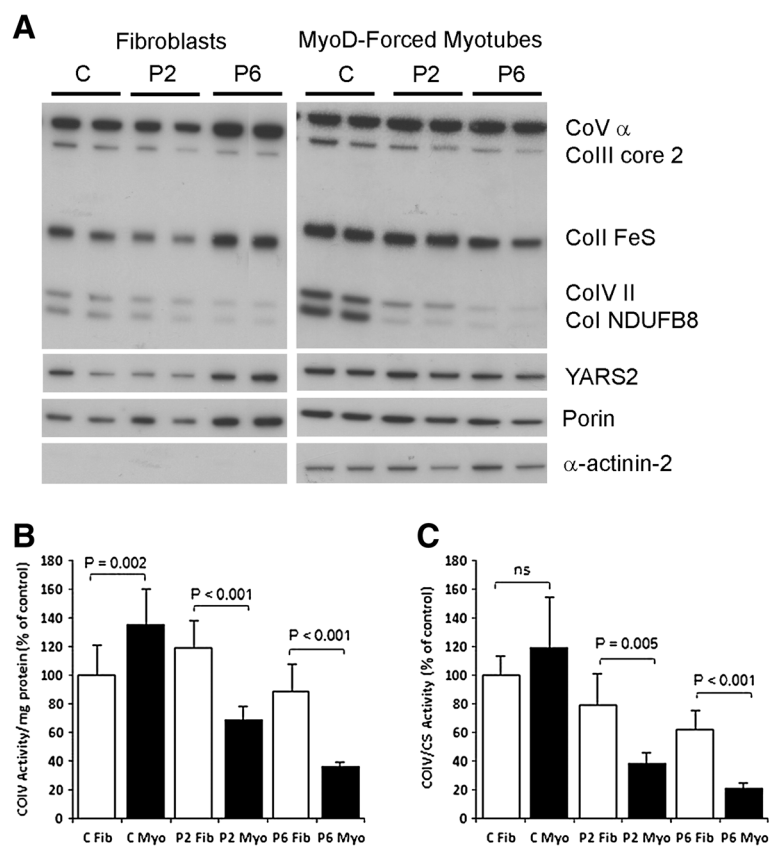 A
Fibroblasts
MyoD-Forced Myotubes
C P2 P6
C P2 P6
CoV α
CoIII core 2
CoII FeS
CoIV II
CoI NDUFB8
YARS2
Porin
α-actinin-2
B
COIV Activity/mg protein (% of control)
180
160
140
120
100
80
60
40
20
0
P = 0.002
P < 0.001
P < 0.001
C Fib C Myo P2 Fib P2 Myo P6 Fib P6 Myo
C
COIV/CS Activity (% of control)
180
160
140
120
100
80
60
40
20
0
ns
P = 0.005
P < 0.001
C Fib C Myo P2 Fib P2 Myo P6 Fib P6 Myo